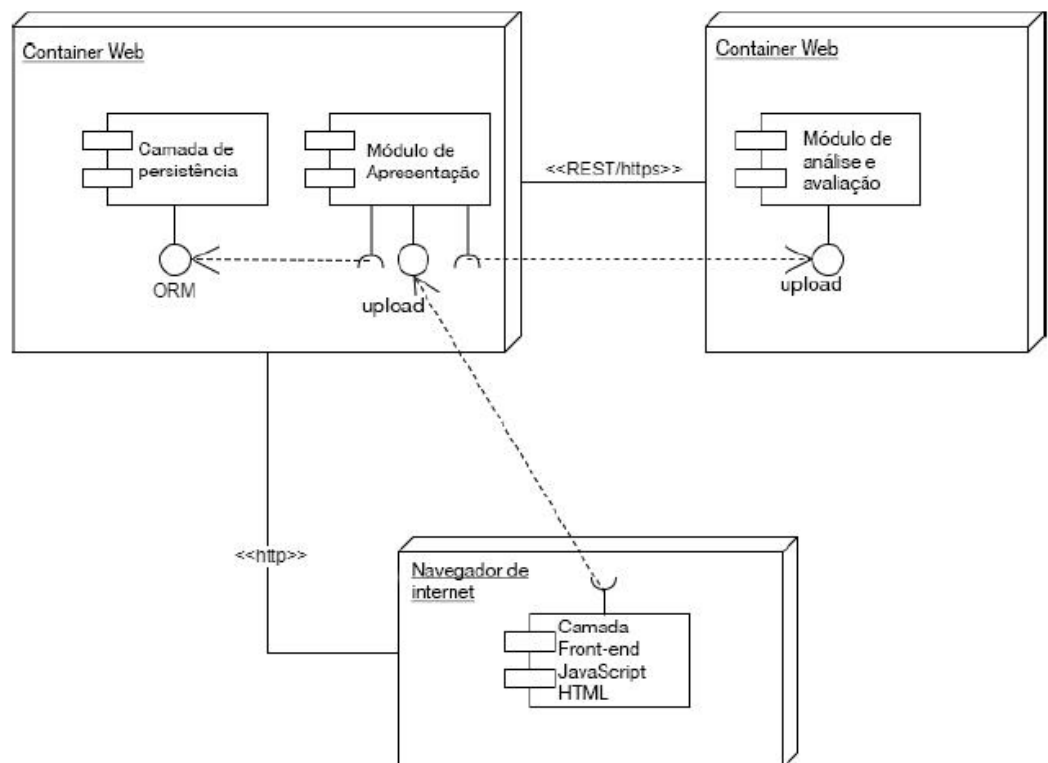 Container Web
Camada de
persistência
Módulo de
Apresentação
ORM
upload
<<REST/https>>
Container Web
Módulo de
análise e
avaliação
upload
<<http>>
Navegador de
internet
Camada
Front-end
JavaScript
HTML